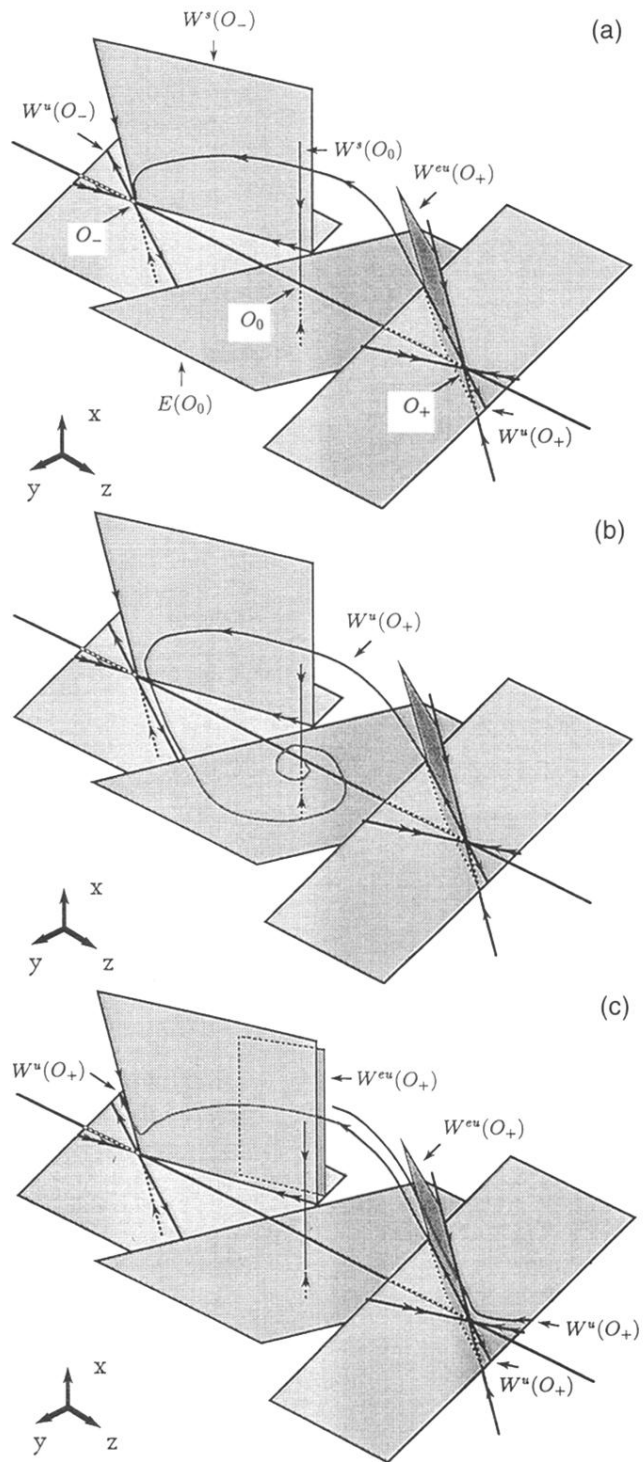 (a)
W^s(O_-)
W^u(O_-)
W^s(O_0)
W^{eu}(O_+)
O_-
O_0
E(O_0)
O_+
W^u(O_+)
x
y z
(b)
W^u(O_+)
x
y z
(c)
W^u(O_+)
W^{eu}(O_+)
W^{eu}(O_+)
W^u(O_+)
W^u(O_+)
x
y z